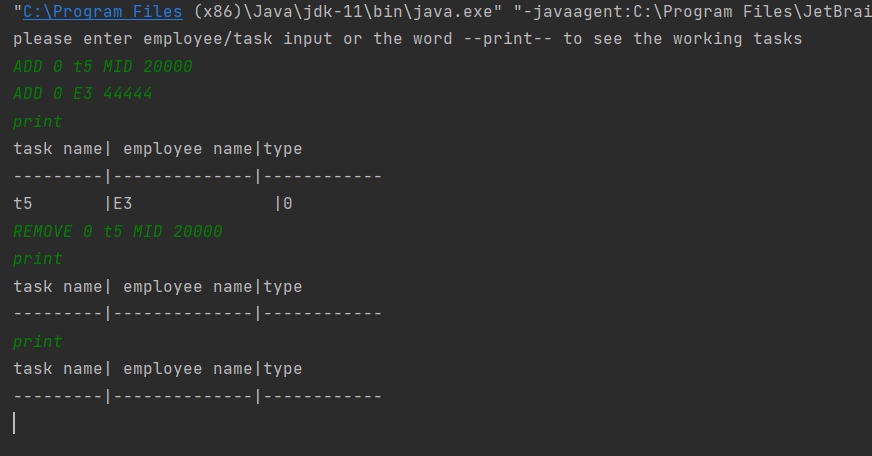 "C:\Program Files (x86)\Java\jdk-11\bin\java.exe" "-javaagent:C:\Program Files\JetBrai
please enter employee/task input or the word --print-- to see the working tasks
ADD 0 t5 MID 20000
ADD 0 E3 44444
print
task name| employee name|type
---------|--------------|------------
t5       |E3              |0
REMOVE 0 t5 MID 20000
print
task name| employee name|type
---------|--------------|------------
print
task name| employee name|type
---------|--------------|------------